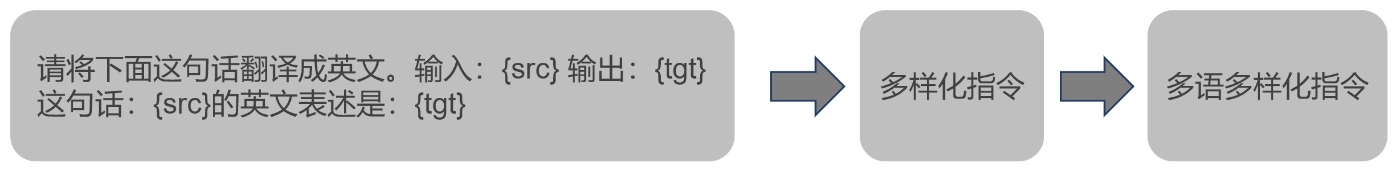 请将下面这句话翻译成英文。输入：{src} 输出：{tgt}
这句话：{src}的英文表述是：{tgt}
多样化指令
多语多样化指令